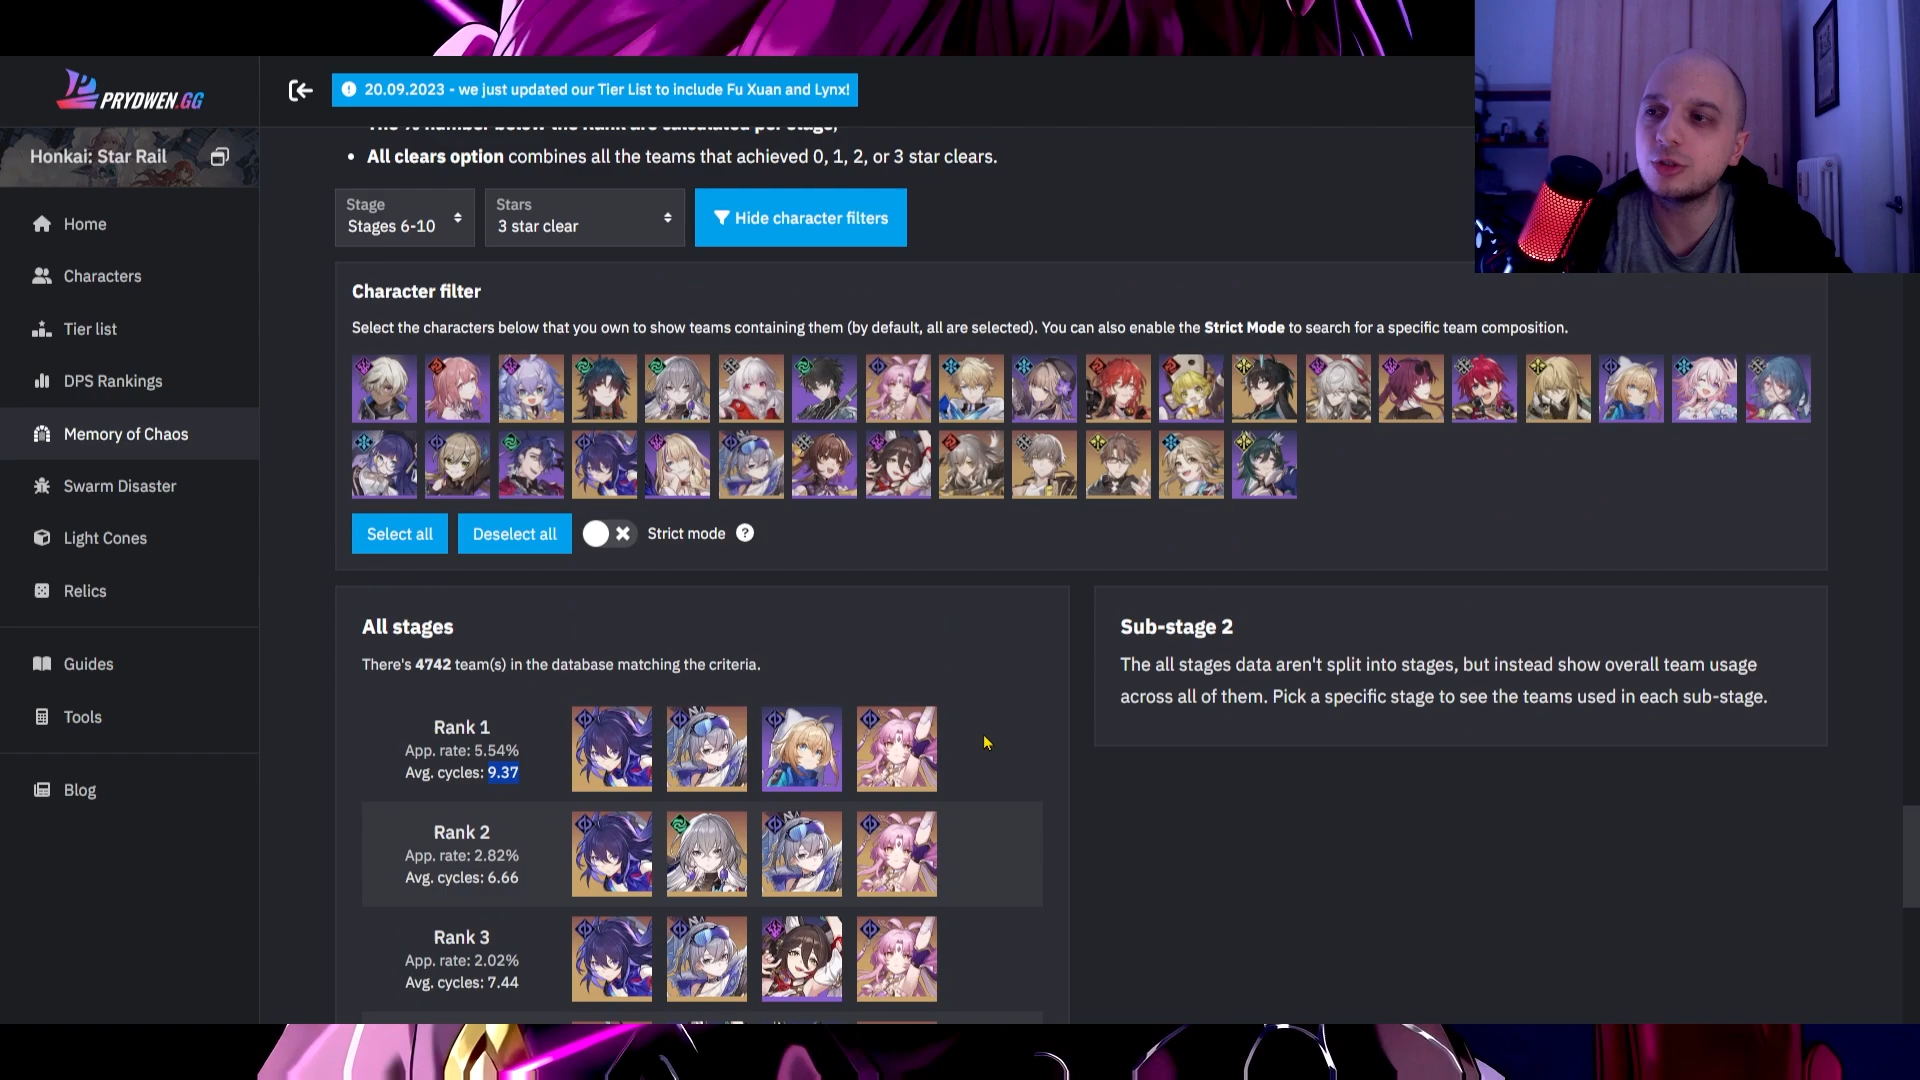 PRYDWEN.GG
20.09.2023 - we just updated our Tier List to include Fu Xuan and Lynx!
Honkai: Star Rail
Home
Characters
Tier list
DPS Rankings
Memory of Chaos
Swarm Disaster
Light Cones
Relics
Guides
Tools
Blog
The % number below the Rank are calculated per stage,
All clears option combines all the teams that achieved 0, 1, 2, or 3 star clears.
Stage
Stages 6-10
Stars
3 star clear
Hide character filters
Character filter
Select the characters below that you own to show teams containing them (by default, all are selected). You can also enable the Strict Mode to search for a specific team composition.
Select all
Deselect all
Strict mode
?
All stages
There's 4742 team(s) in the database matching the criteria.
Rank 1
App. rate: 5.54%
Avg. cycles: 9.37
Rank 2
App. rate: 2.82%
Avg. cycles: 6.66
Rank 3
App. rate: 2.02%
Avg. cycles: 7.44
Sub-stage 2
The all stages data aren't split into stages, but instead show overall team usage
across all of them. Pick a specific stage to see the teams used in each sub-stage.